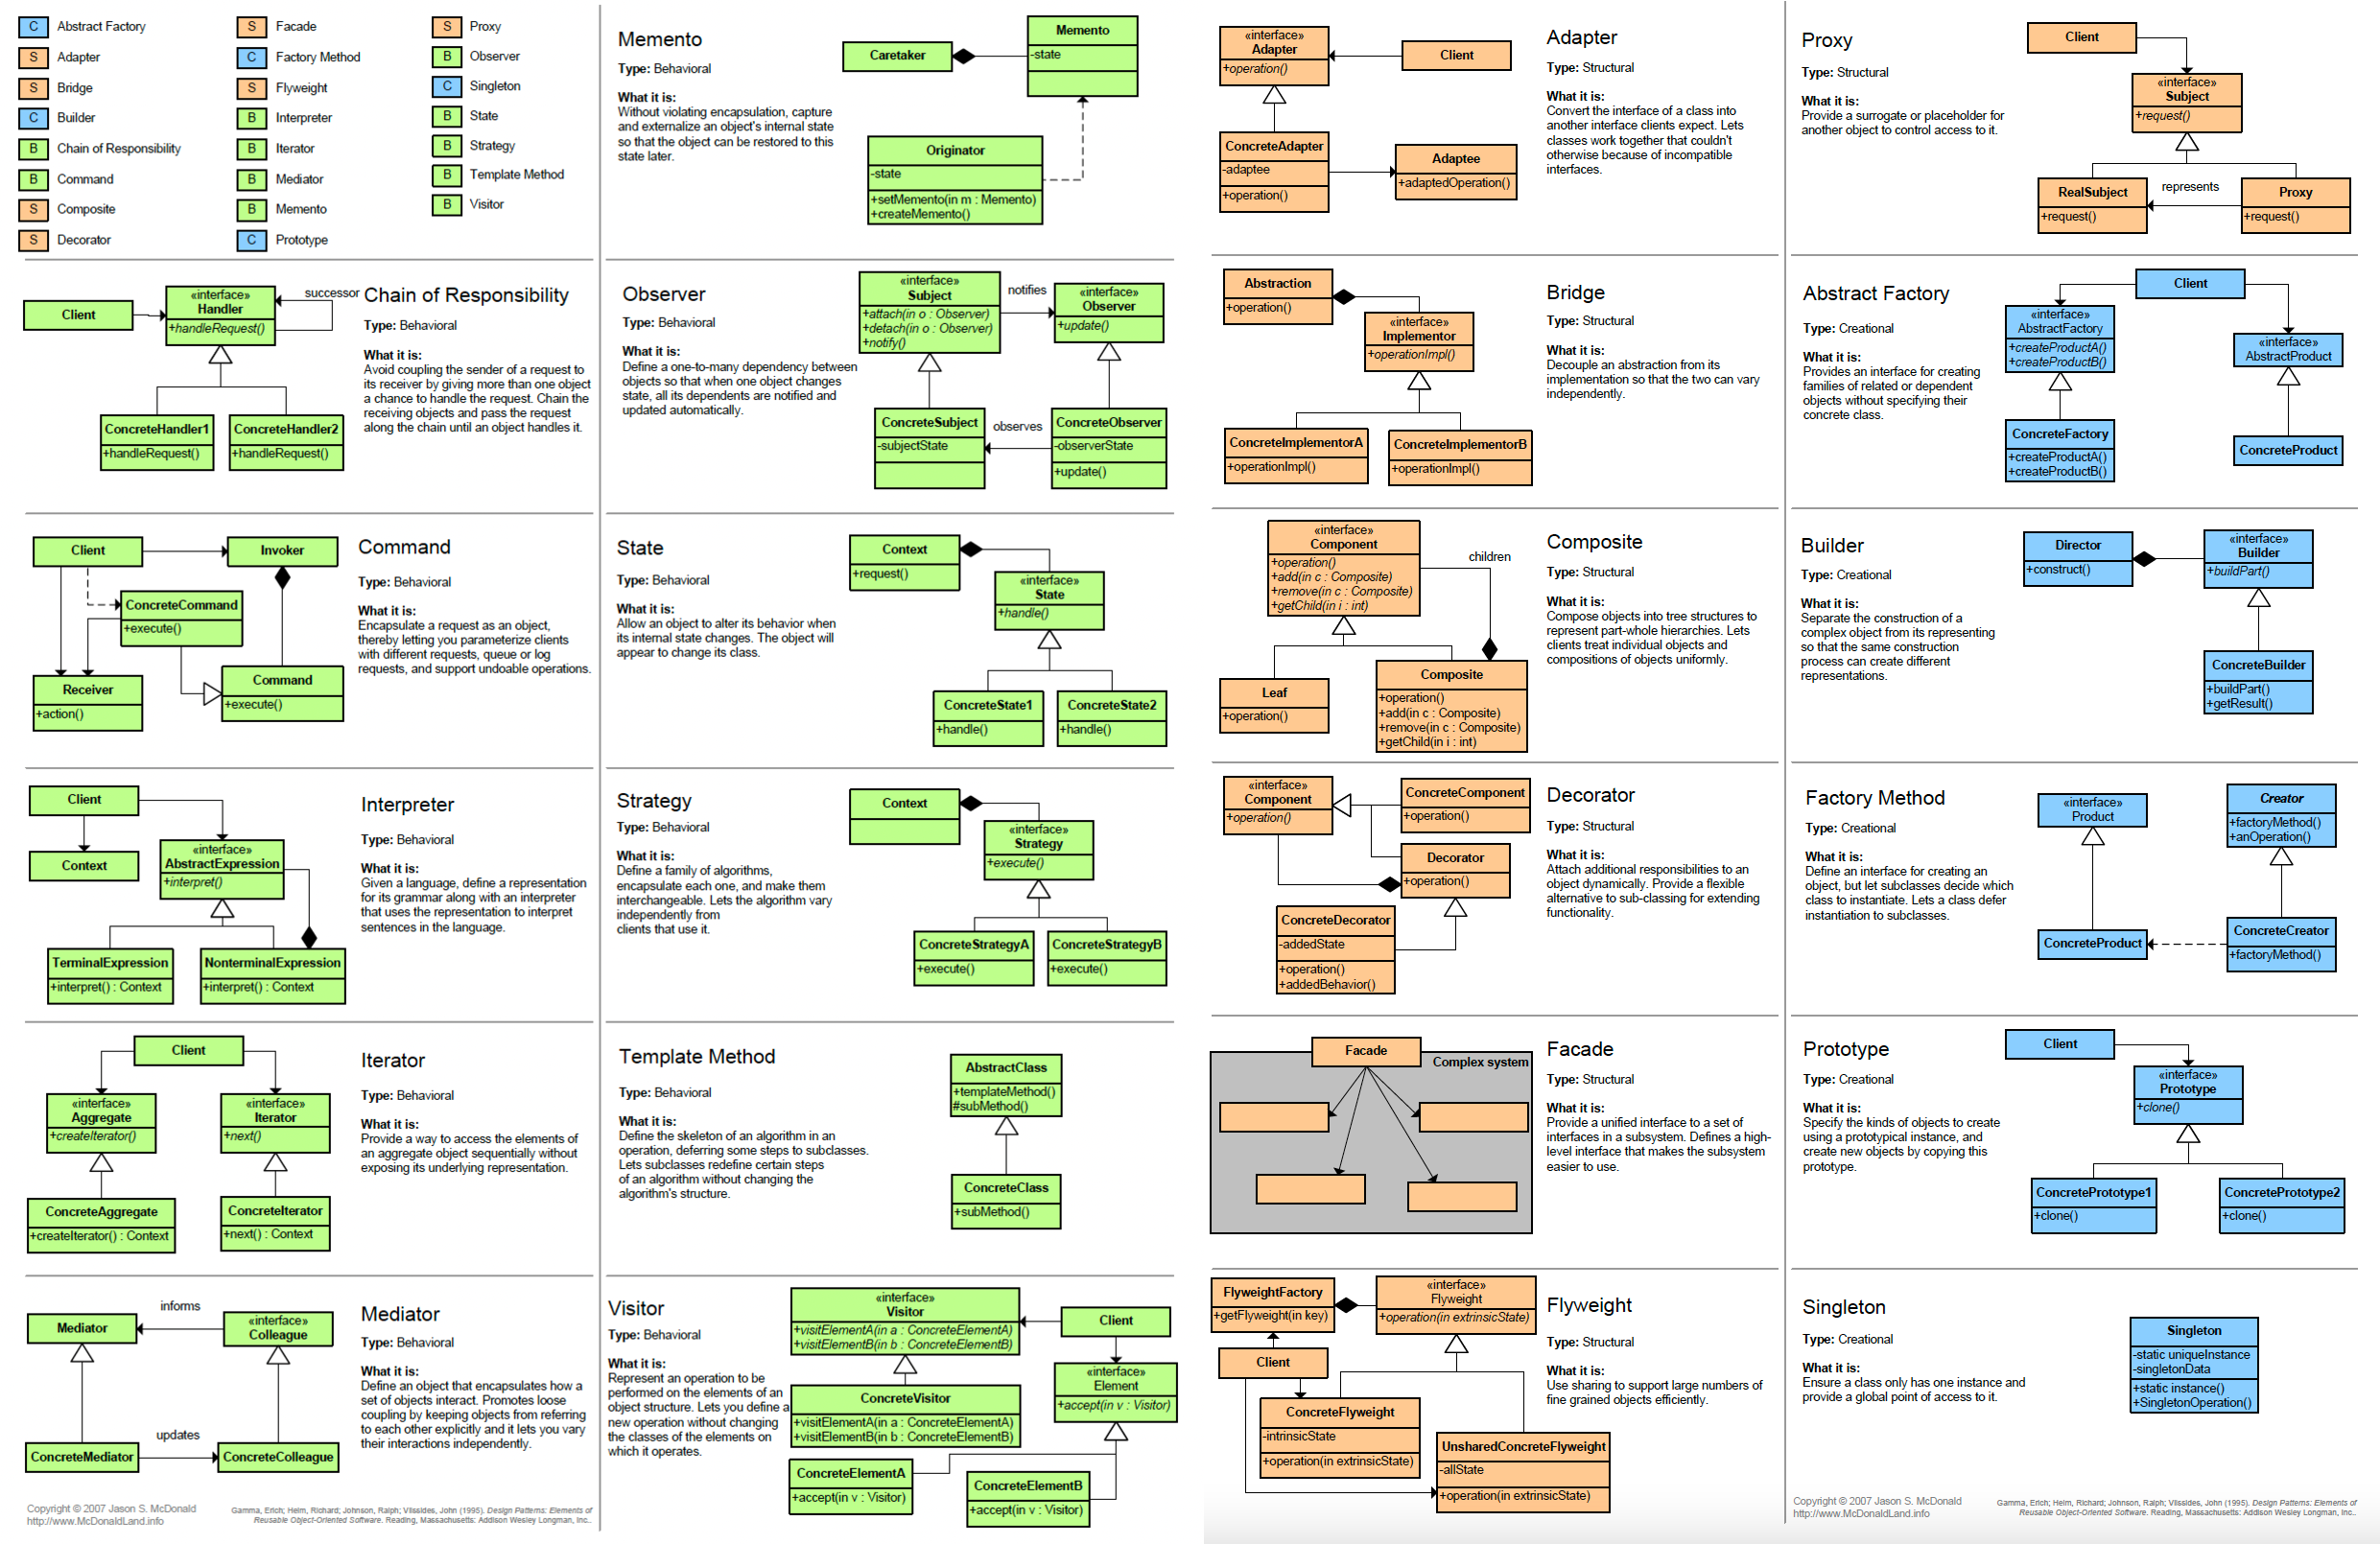 C Abstract Factory
S Adapter
S Bridge
C Builder
B Chain of Responsibility
B Command
S Composite
S Decorator
S Facade
C Factory Method
S Flyweight
B Interpreter
B Iterator
B Mediator
B Memento
C Prototype
S Proxy
B Observer
C Singleton
B State
B Strategy
B Template Method
B Visitor
Client
«interface»
Handler
+handleRequest()
successor
ConcreteHandler1
+handleRequest()
ConcreteHandler2
+handleRequest()
Chain of Responsibility
Type: Behavioral
What it is:
Avoid coupling the sender of a request to
its receiver by giving more than one object
a chance to handle the request. Chain the
receiving objects and pass the request
along the chain until an object handles it.
Client
Invoker
ConcreteCommand
+execute()
Receiver
+action()
Command
+execute()
Command
Type: Behavioral
What it is:
Encapsulate a request as an object,
thereby letting you parameterize clients
with different requests, queue or log
requests, and support undoable operations.
Client
Context
«interface»
AbstractExpression
+interpret()
TerminalExpression
+interpret() : Context
NonterminalExpression
+interpret() : Context
Interpreter
Type: Behavioral
What it is:
Given a language, define a representation
for its grammar along with an interpreter
that uses the representation to interpret
sentences in the language.
Client
«interface»
Aggregate
+createIterator()
«interface»
Iterator
+next()
ConcreteAggregate
+createIterator() : Context
ConcreteIterator
+next() : Context
Iterator
Type: Behavioral
What it is:
Provide a way to access the elements of
an aggregate object sequentially without
exposing its underlying representation.
informs
Mediator
«interface»
Colleague
updates
ConcreteMediator
ConcreteColleague
Mediator
Type: Behavioral
What it is:
Define an object that encapsulates how a
set of objects interact. Promotes loose
coupling by keeping objects from referring
to each other explicitly and it lets you vary
their interactions independently.
Copyright © 2007 Jason S. McDonald
http://www.McDonaldLand.info
Gamma, Erich; Helm, Richard; Johnson, Ralph; Vlissides, John (1995). Design Patterns: Elements of
Reusable Object-Oriented Software. Reading, Massachusetts: Addison Wesley Longman, Inc..
Memento
Type: Behavioral
What it is:
Without violating encapsulation, capture
and externalize an object's internal state
so that the object can be restored to this
state later.
Caretaker
Memento
-state
Originator
-state
+setMemento(in m : Memento)
+createMemento()
Observer
Type: Behavioral
What it is:
Define a one-to-many dependency between
objects so that when one object changes
state, all its dependents are notified and
updated automatically.
«interface»
Subject
+attach(in o : Observer)
+detach(in o : Observer)
+notify()
notifies
«interface»
Observer
+update()
ConcreteSubject
-subjectState
observes
ConcreteObserver
-observerState
+update()
State
Type: Behavioral
What it is:
Allow an object to alter its behavior when
its internal state changes. The object will
appear to change its class.
Context
+request()
«interface»
State
+handle()
ConcreteState1
+handle()
ConcreteState2
+handle()
Strategy
Type: Behavioral
What it is:
Define a family of algorithms,
encapsulate each one, and make them
interchangeable. Lets the algorithm vary
independently from
clients that use it.
Context
«interface»
Strategy
+execute()
ConcreteStrategyA
+execute()
ConcreteStrategyB
+execute()
Template Method
Type: Behavioral
What it is:
Define the skeleton of an algorithm in an
operation, deferring some steps to subclasses.
Lets subclasses redefine certain steps
of an algorithm without changing the
algorithm's structure.
AbstractClass
+templateMethod()
#subMethod()
ConcreteClass
+subMethod()
Visitor
Type: Behavioral
What it is:
Represent an operation to be
performed on the elements of an
object structure. Lets you define a
new operation without changing
the classes of the elements on
which it operates.
«interface»
Visitor
+visitElementA(in a : ConcreteElementA)
+visitElementB(in b : ConcreteElementB)
Client
ConcreteVisitor
+visitElementA(in a : ConcreteElementA)
+visitElementB(in b : ConcreteElementB)
«interface»
Element
+accept(in v : Visitor)
ConcreteElementA
+accept(in v : Visitor)
ConcreteElementB
+accept(in v : Visitor)
«interface»
Adapter
+operation()
Client
ConcreteAdapter
-adaptee
+operation()
Adaptee
+adaptedOperation()
Adapter
Type: Structural
What it is:
Convert the interface of a class into
another interface clients expect. Lets
classes work together that couldn't
otherwise because of incompatible
interfaces.
Abstraction
+operation()
«interface»
Implementor
+operationImpl()
ConcreteImplementorA
+operationImpl()
ConcreteImplementorB
+operationImpl()
Bridge
Type: Structural
What it is:
Decouple an abstraction from its
implementation so that the two can vary
independently.
«interface»
Component
+operation()
+add(in c : Composite)
+remove(in c : Composite)
+getChild(in i : int)
children
Leaf
+operation()
Composite
+operation()
+add(in c : Composite)
+remove(in c : Composite)
+getChild(in i : int)
Composite
Type: Structural
What it is:
Compose objects into tree structures to
represent part-whole hierarchies. Lets
clients treat individual objects and
compositions of objects uniformly.
«interface»
Component
+operation()
ConcreteComponent
+operation()
Decorator
+operation()
ConcreteDecorator
-addedState
+operation()
+addedBehavior()
Decorator
Type: Structural
What it is:
Attach additional responsibilities to an
object dynamically. Provide a flexible
alternative to sub-classing for extending
functionality.
Facade
Complex system
Facade
Type: Structural
What it is:
Provide a unified interface to a set of
interfaces in a subsystem. Defines a high-
level interface that makes the subsystem
easier to use.
FlyweightFactory
+getFlyweight(in key)
«interface»
Flyweight
+operation(in extrinsicState)
Client
ConcreteFlyweight
-intrinsicState
+operation(in extrinsicState)
UnsharedConcreteFlyweight
-allState
+operation(in extrinsicState)
Flyweight
Type: Structural
What it is:
Use sharing to support large numbers of
fine grained objects efficiently.
Proxy
Type: Structural
What it is:
Provide a surrogate or placeholder for
another object to control access to it.
Client
«interface»
Subject
+request()
RealSubject
+request()
represents
Proxy
+request()
Abstract Factory
Type: Creational
What it is:
Provides an interface for creating
families of related or dependent
objects without specifying their
concrete class.
Client
«interface»
AbstractFactory
+createProductA()
+createProductB()
«interface»
AbstractProduct
ConcreteFactory
+createProductA()
+createProductB()
ConcreteProduct
Builder
Type: Creational
What it is:
Separate the construction of a
complex object from its representing
so that the same construction
process can create different
representations.
Director
+construct()
«interface»
Builder
+buildPart()
ConcreteBuilder
+buildPart()
+getResult()
Factory Method
Type: Creational
What it is:
Define an interface for creating an
object, but let subclasses decide which
class to instantiate. Lets a class defer
instantiation to subclasses.
«interface»
Product
Creator
+factoryMethod()
+anOperation()
ConcreteProduct
ConcreteCreator
+factoryMethod()
Prototype
Type: Creational
What it is:
Specify the kinds of objects to create
using a prototypical instance, and
create new objects by copying this
prototype.
Client
«interface»
Prototype
+clone()
ConcretePrototype1
+clone()
ConcretePrototype2
+clone()
Singleton
Type: Creational
What it is:
Ensure a class only has one instance and
provide a global point of access to it.
Singleton
-static uniqueInstance
-singletonData
+static instance()
+SingletonOperation()
Copyright © 2007 Jason S. McDonald
http://www.McDonaldLand.info
Gamma, Erich; Helm, Richard; Johnson, Ralph; Vlissides, John (1995). Design Patterns: Elements of
Reusable Object-Oriented Software. Reading, Massachusetts: Addison Wesley Longman, Inc..